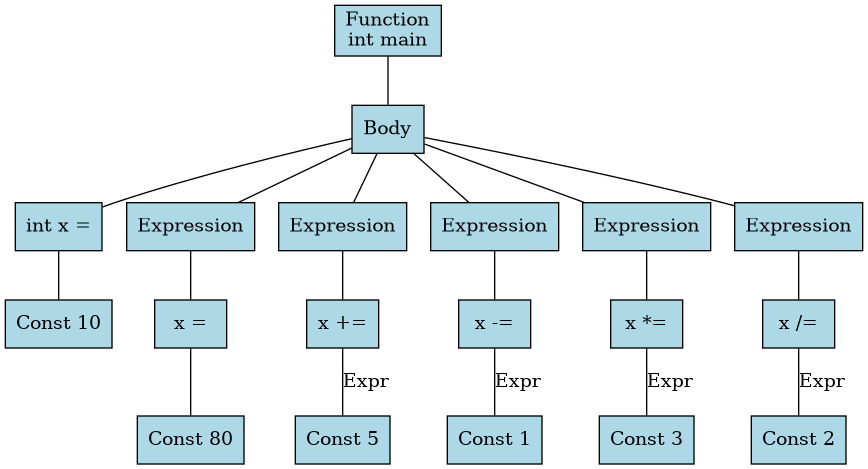 Function
int main
Body
int x =
Expression
Expression
Expression
Expression
Expression
Const 10
x =
x +=
x -=
x *=
x /=
Expr
Expr
Expr
Expr
Const 80
Const 5
Const 1
Const 3
Const 2